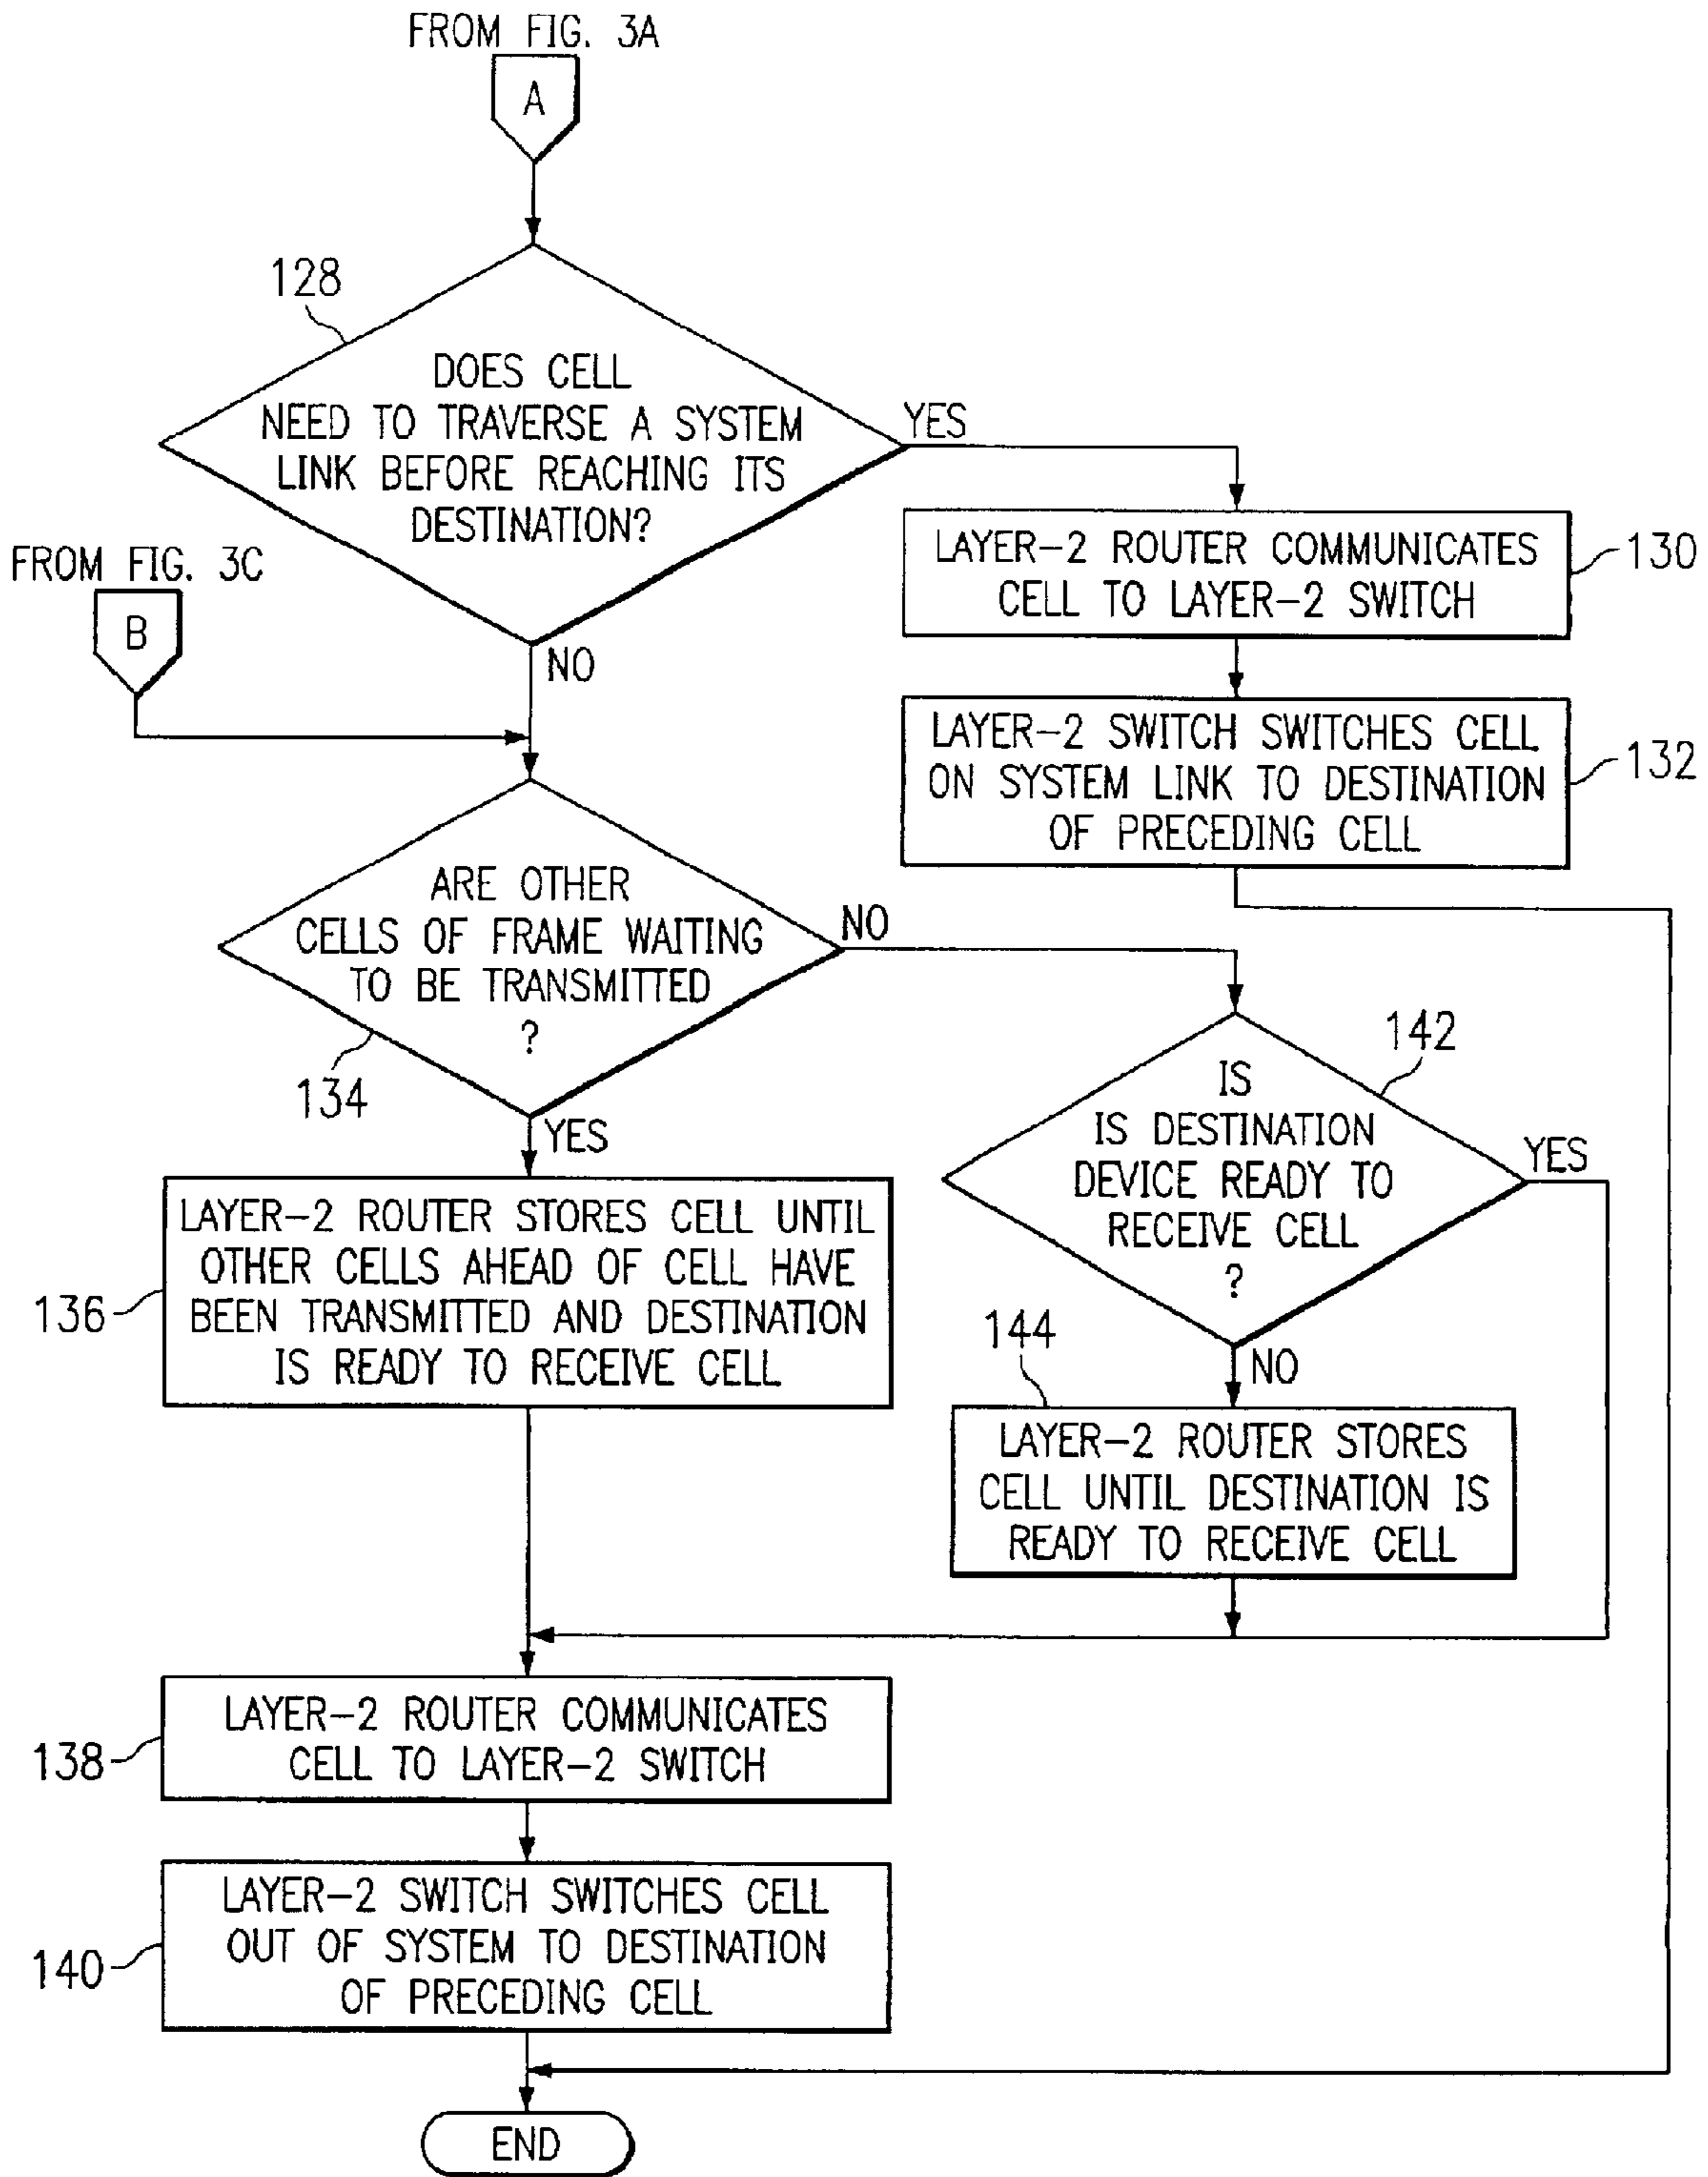 FROM FIG. 3A
A
128
DOES CELL
NEED TO TRAVERSE A SYSTEM
LINK BEFORE REACHING ITS
DESTINATION?
YES
NO
LAYER-2 ROUTER COMMUNICATES
CELL TO LAYER-2 SWITCH
130
FROM FIG. 3C
B
LAYER-2 SWITCH SWITCHES CELL
ON SYSTEM LINK TO DESTINATION
OF PRECEDING CELL
132
ARE OTHER
CELLS OF FRAME WAITING
TO BE TRANSMITTED
?
134
NO
YES
142
IS
IS DESTINATION
DEVICE READY TO
RECEIVE CELL
?
YES
NO
LAYER-2 ROUTER STORES CELL UNTIL
OTHER CELLS AHEAD OF CELL HAVE
BEEN TRANSMITTED AND DESTINATION
IS READY TO RECEIVE CELL
136
144
LAYER-2 ROUTER STORES
CELL UNTIL DESTINATION IS
READY TO RECEIVE CELL
LAYER-2 ROUTER COMMUNICATES
CELL TO LAYER-2 SWITCH
138
LAYER-2 SWITCH SWITCHES CELL
OUT OF SYSTEM TO DESTINATION
OF PRECEDING CELL
140
END